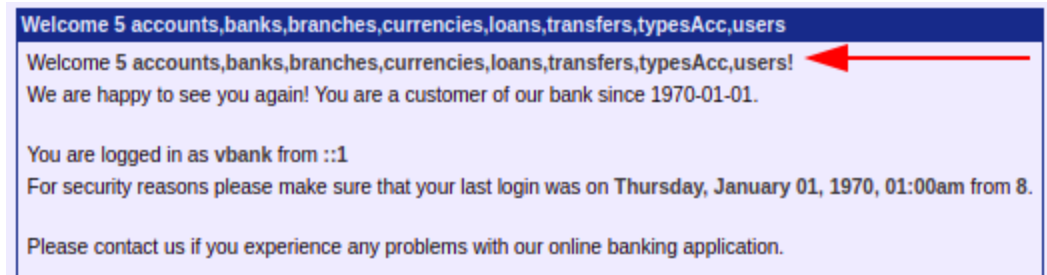 Welcome 5 accounts,banks,branches,currencies,loans,transfers,typesAcc,users
Welcome 5 accounts,banks,branches,currencies,loans,transfers,typesAcc,users!
We are happy to see you again! You are a customer of our bank since 1970-01-01.
You are logged in as vbank from ::1
For security reasons please make sure that your last login was on Thursday, January 01, 1970, 01:00am from 8.
Please contact us if you experience any problems with our online banking application.